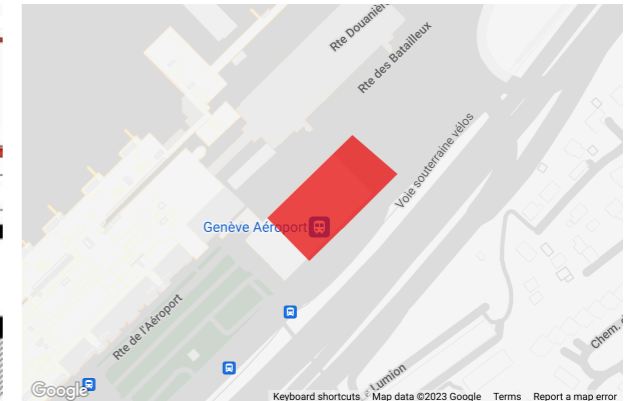 Rte Douanière
Rte des Batailleux
Voie souterraine vélos
Genève Aéroport
Rte de l'Aéroport
Lumion
Chem.
Google
Keyboard shortcuts
Map data ©2023 Google
Terms
Report a map error